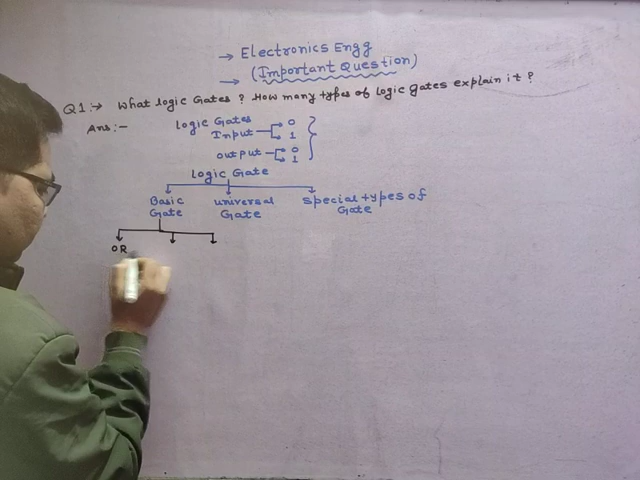 → Electronics Engg
→ (Important Question)
Q1:→ What logic Gates ? How many types of logic gates explain it ?
Ans:- logic Gates
Input → 0
→ 1
output → 0
→ 1
logic Gate
Basic Gate universal Gate special types of Gate
OR